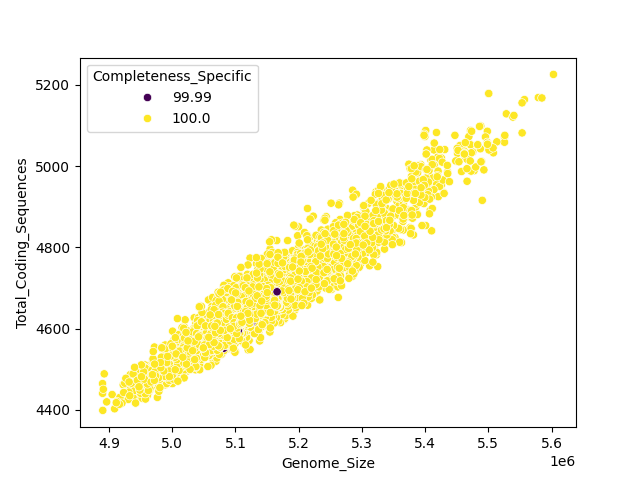 Completeness_Specific
99.99
100.0
5200
5000
4800
4600
4400
Total_Coding_Sequences
4.9 5.0 5.1 5.2 5.3 5.4 5.5 5.6
1e6
Genome_Size